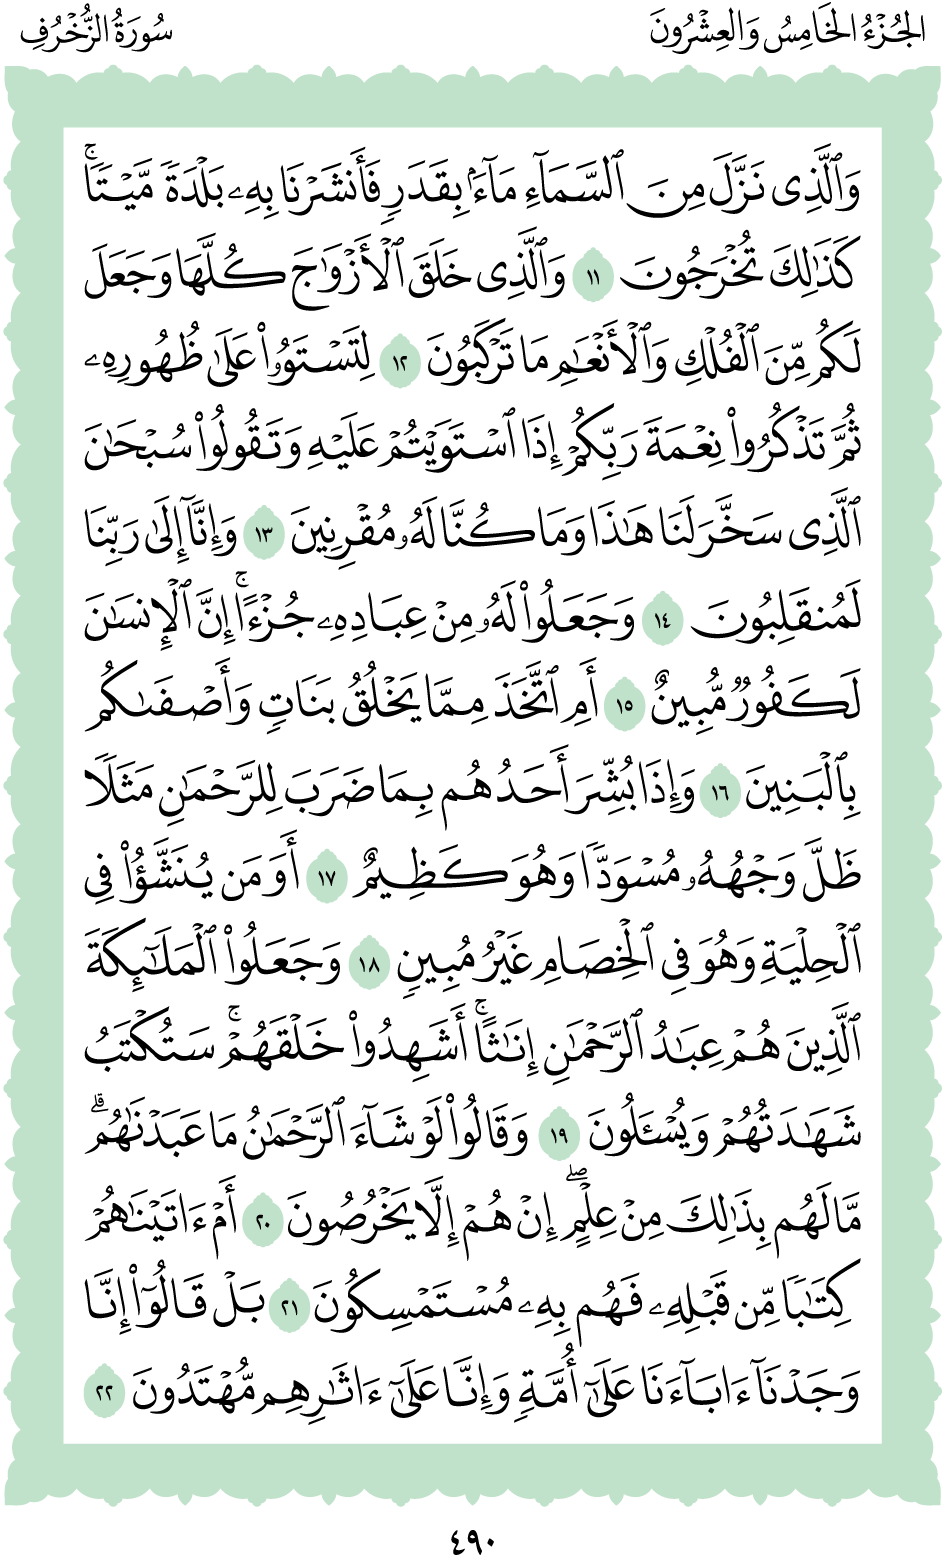 الجُزْءُ الخَامِسُ وَالعِشْرُونَ
سُورَةُ الزُّخْرُفِ
وَٱلَّذِى نَزَّلَ مِنَ ٱلسَّمَآءِ مَآءَۢ بِقَدَرٖ فَأَنشَرۡنَا بِهِۦ بَلۡدَةٗ مَّيۡتٗاۚ
كَذَٰلِكَ تُخۡرَجُونَ ١١ وَٱلَّذِى خَلَقَ ٱلۡأَزۡوَٰجَ كُلَّهَا وَجَعَلَ
لَكُم مِّنَ ٱلۡفُلۡكِ وَٱلۡأَنۡعَٰمِ مَا تَرۡكَبُونَ ١٢ لِتَسۡتَوُۥاْ عَلَىٰ ظُهُورِهِۦ
ثُمَّ تَذۡكُرُواْ نِعۡمَةَ رَبِّكُمۡ إِذَا ٱسۡتَوَيۡتُمۡ عَلَيۡهِ وَتَقُولُواْ سُبۡحَٰنَ
ٱلَّذِى سَخَّرَ لَنَا هَٰذَا وَمَا كُنَّا لَهُۥ مُقۡرِنِينَ ١٣ وَإِنَّآ إِلَىٰ رَبِّنَا
لَمُنقَلِبُونَ ١٤ وَجَعَلُواْ لَهُۥ مِنۡ عِبَادِهِۦ جُزۡءًاۚ إِنَّ ٱلۡإِنسَٰنَ
لَكَفُورٞ مُّبِينٌ ١٥ أَمِ ٱتَّخَذَ مِمَّا يَخۡلُقُ بَنَاتٖ وَأَصۡفَىٰكُم
بِٱلۡبَنِينَ ١٦ وَإِذَا بُشِّرَ أَحَدُهُم بِمَا ضَرَبَ لِلرَّحۡمَٰنِ مَثَلٗا
ظَلَّ وَجۡهُهُۥ مُسۡوَدّٗا وَهُوَ كَظِيمٌ ١٧ أَوَمَن يُنَشَّؤُاْ فِى
ٱلۡحِلۡيَةِ وَهُوَ فِى ٱلۡخِصَامِ غَيۡرُ مُبِينٖ ١٨ وَجَعَلُواْ ٱلۡمَلَٰٓئِكَةَ
ٱلَّذِينَ هُمۡ عِبَٰدُ ٱلرَّحۡمَٰنِ إِنَٰثًاۚ أَشَهِدُواْ خَلۡقَهُمۡۚ سَتُكۡتَبُ
شَهَٰدَتُهُمۡ وَيُسۡـَٔلُونَ ١٩ وَقَالُواْ لَوۡ شَآءَ ٱلرَّحۡمَٰنُ مَا عَبَدۡنَٰهُمۗ
مَّا لَهُم بِذَٰلِكَ مِنۡ عِلۡمٍۖ إِنۡ هُمۡ إِلَّا يَخۡرُصُونَ ٢٠ أَمۡ ءَاتَيۡنَٰهُمۡ
كِتَٰبٗا مِّن قَبۡلِهِۦ فَهُم بِهِۦ مُسۡتَمۡسِكُونَ ٢١ بَلۡ قَالُوٓاْ إِنَّا
وَجَدۡنَآ ءَابَآءَنَا عَلَىٰٓ أُمَّةٖ وَإِنَّا عَلَىٰٓ ءَاثَٰرِهِم مُّهۡتَدُونَ ٢٢
٤٩٠